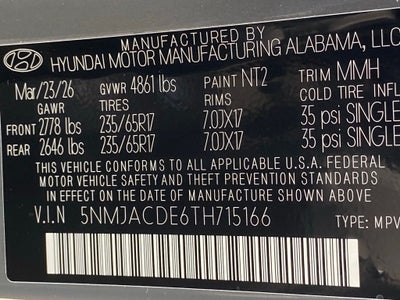 MANUFACTURED BY
HYUNDAI MOTOR MANUFACTURING ALABAMA, LLC
Mar/23/26 GVWR 4861 lbs PAINT NT2 TRIM MMH
GAWR TIRES RIMS COLD TIRE INFL
FRONT 2778 lbs 235/65R17 7.0JX17 35 psi SINGLE
REAR 2646 lbs 235/65R17 7.0JX17 35 psi SINGLE
THIS VEHICLE CONFORMS TO ALL APPLICABLE U.S.A. FEDERAL
MOTOR VEHICLE SAFETY AND THEFT PREVENTION STANDARDS
IN EFFECT ON THE DATE OF MANUFACTURE SHOWN ABOVE
V.I.N 5NMJACDE6TH715166 TYPE: MPV